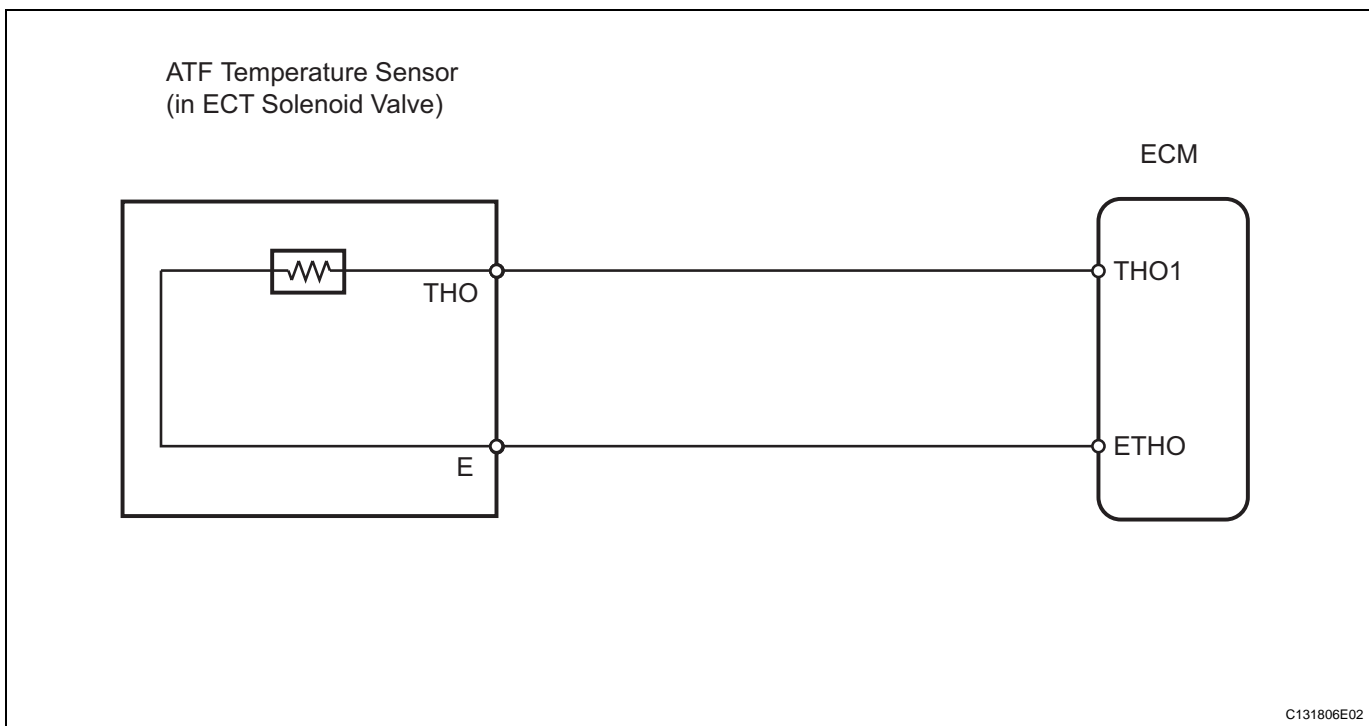 ATF Temperature Sensor
(in ECT Solenoid Valve)
ECM
THO
THO1
E
ETHO
C131806E02